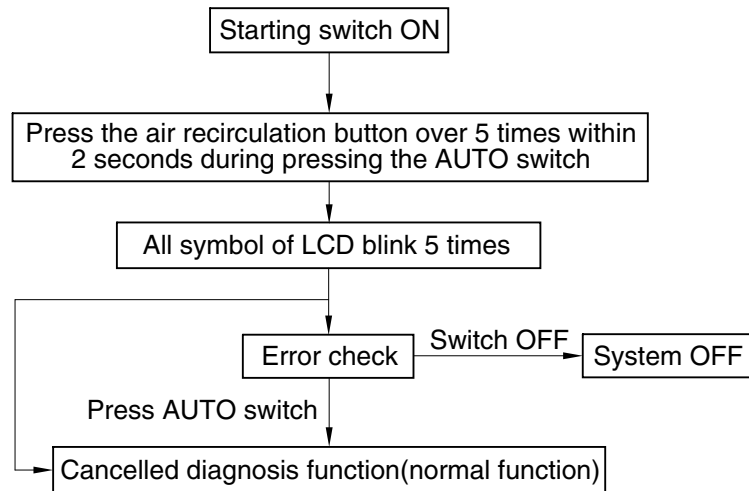 Starting switch ON
Press the air recirculation button over 5 times within
2 seconds during pressing the AUTO switch
All symbol of LCD blink 5 times
Switch OFF
Error check
System OFF
Press AUTO switch
Cancelled diagnosis function(normal function)